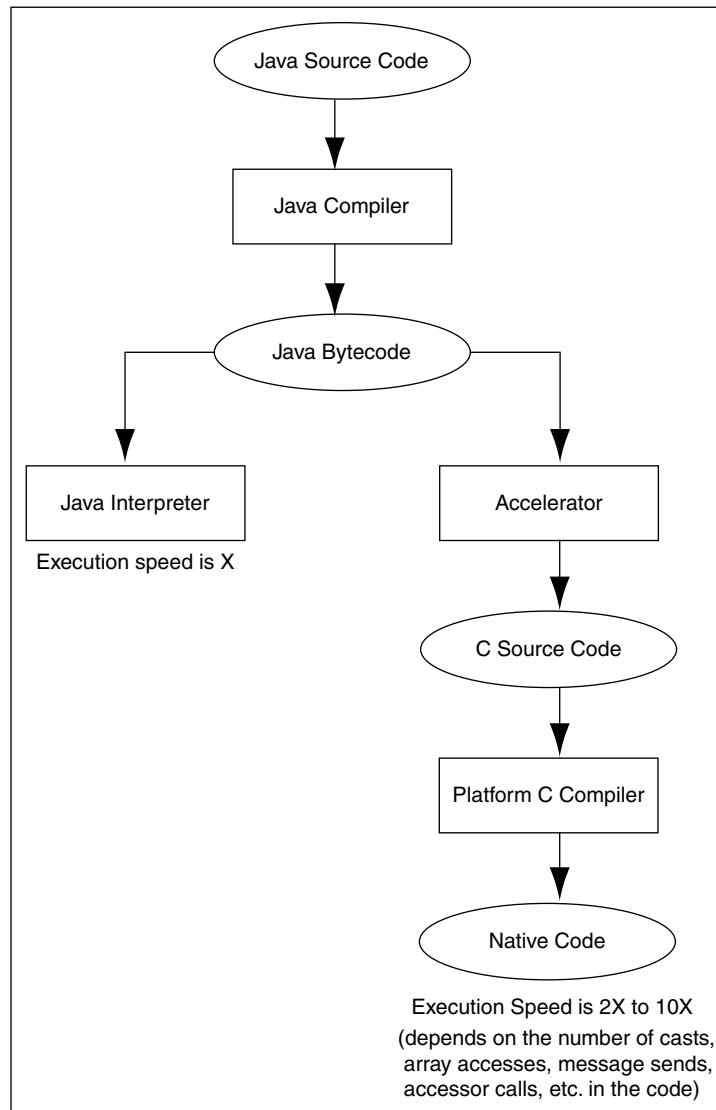 Java Source Code
Java Compiler
Java Bytecode
Java Interpreter
Execution speed is X
Accelerator
C Source Code
Platform C Compiler
Native Code
Execution Speed is 2X to 10X
(depends on the number of casts,
array accesses, message sends,
accessor calls, etc. in the code)